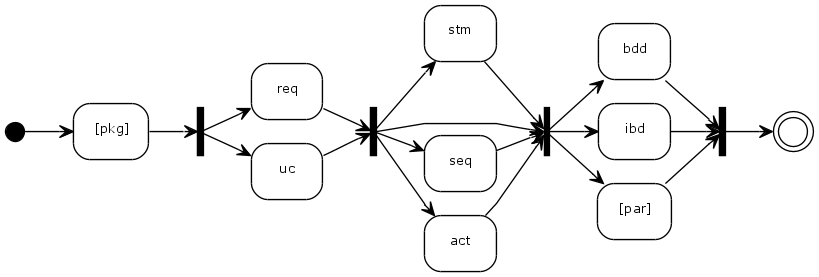 [pkg]
req
uc
stm
seq
act
bdd
ibd
[par]